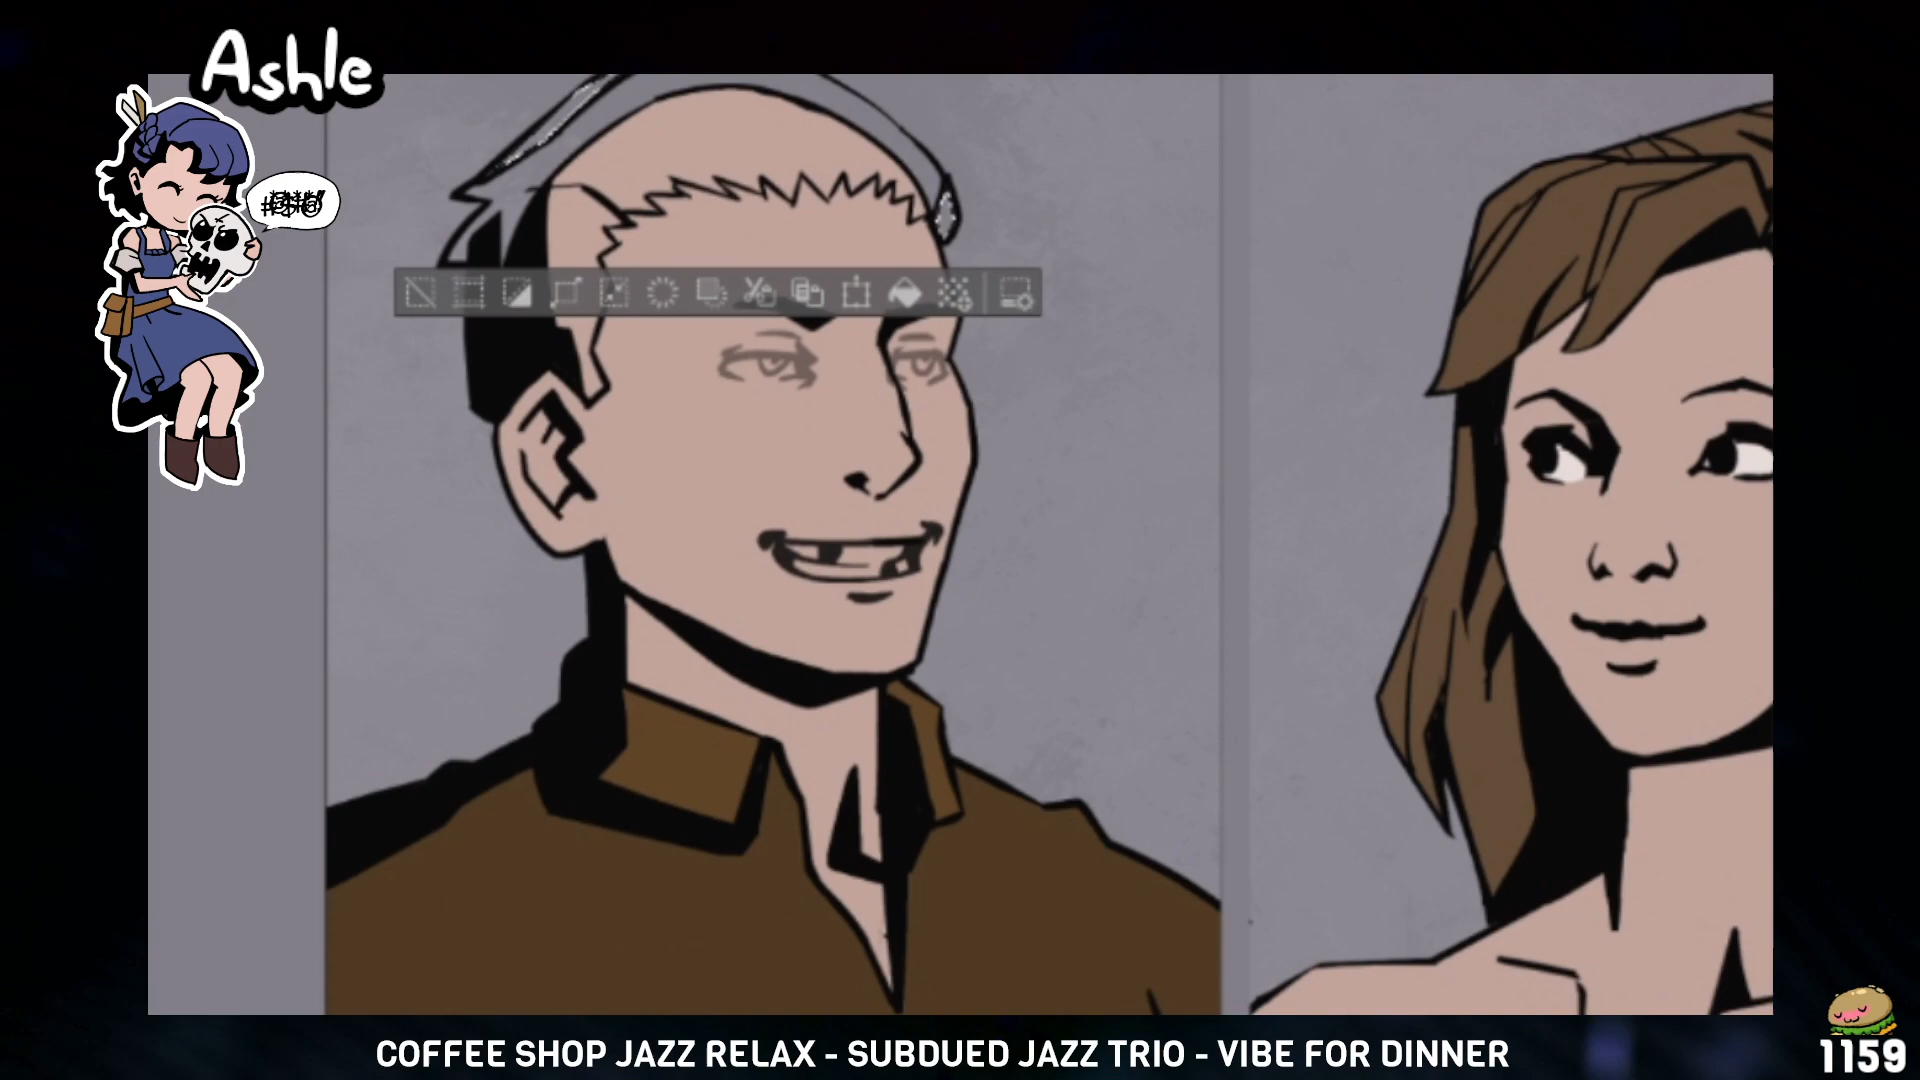 Ashle
#@$#!
COFFEE SHOP JAZZ RELAX - SUBDUED JAZZ TRIO - VIBE FOR DINNER
1159